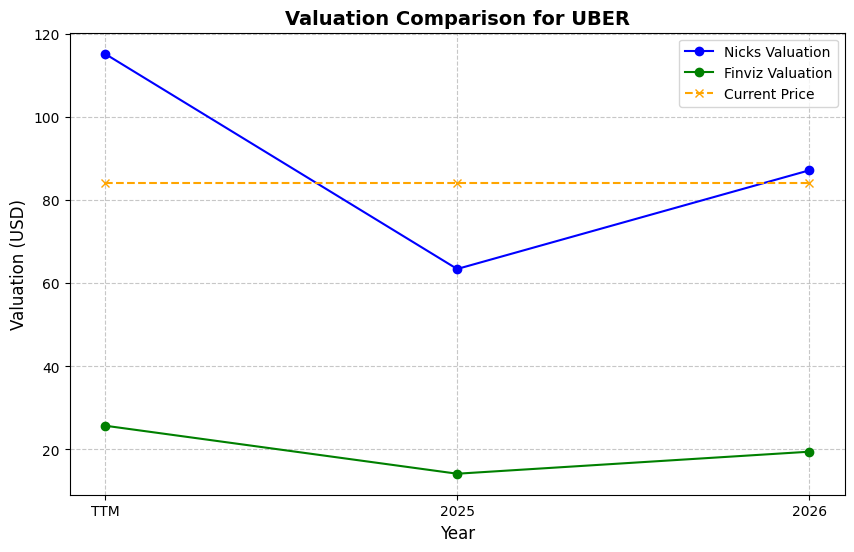 Valuation Comparison for UBER
Nicks Valuation
Finviz Valuation
Current Price
Valuation (USD)
120
100
80
60
40
20
TTM
2025
2026
Year